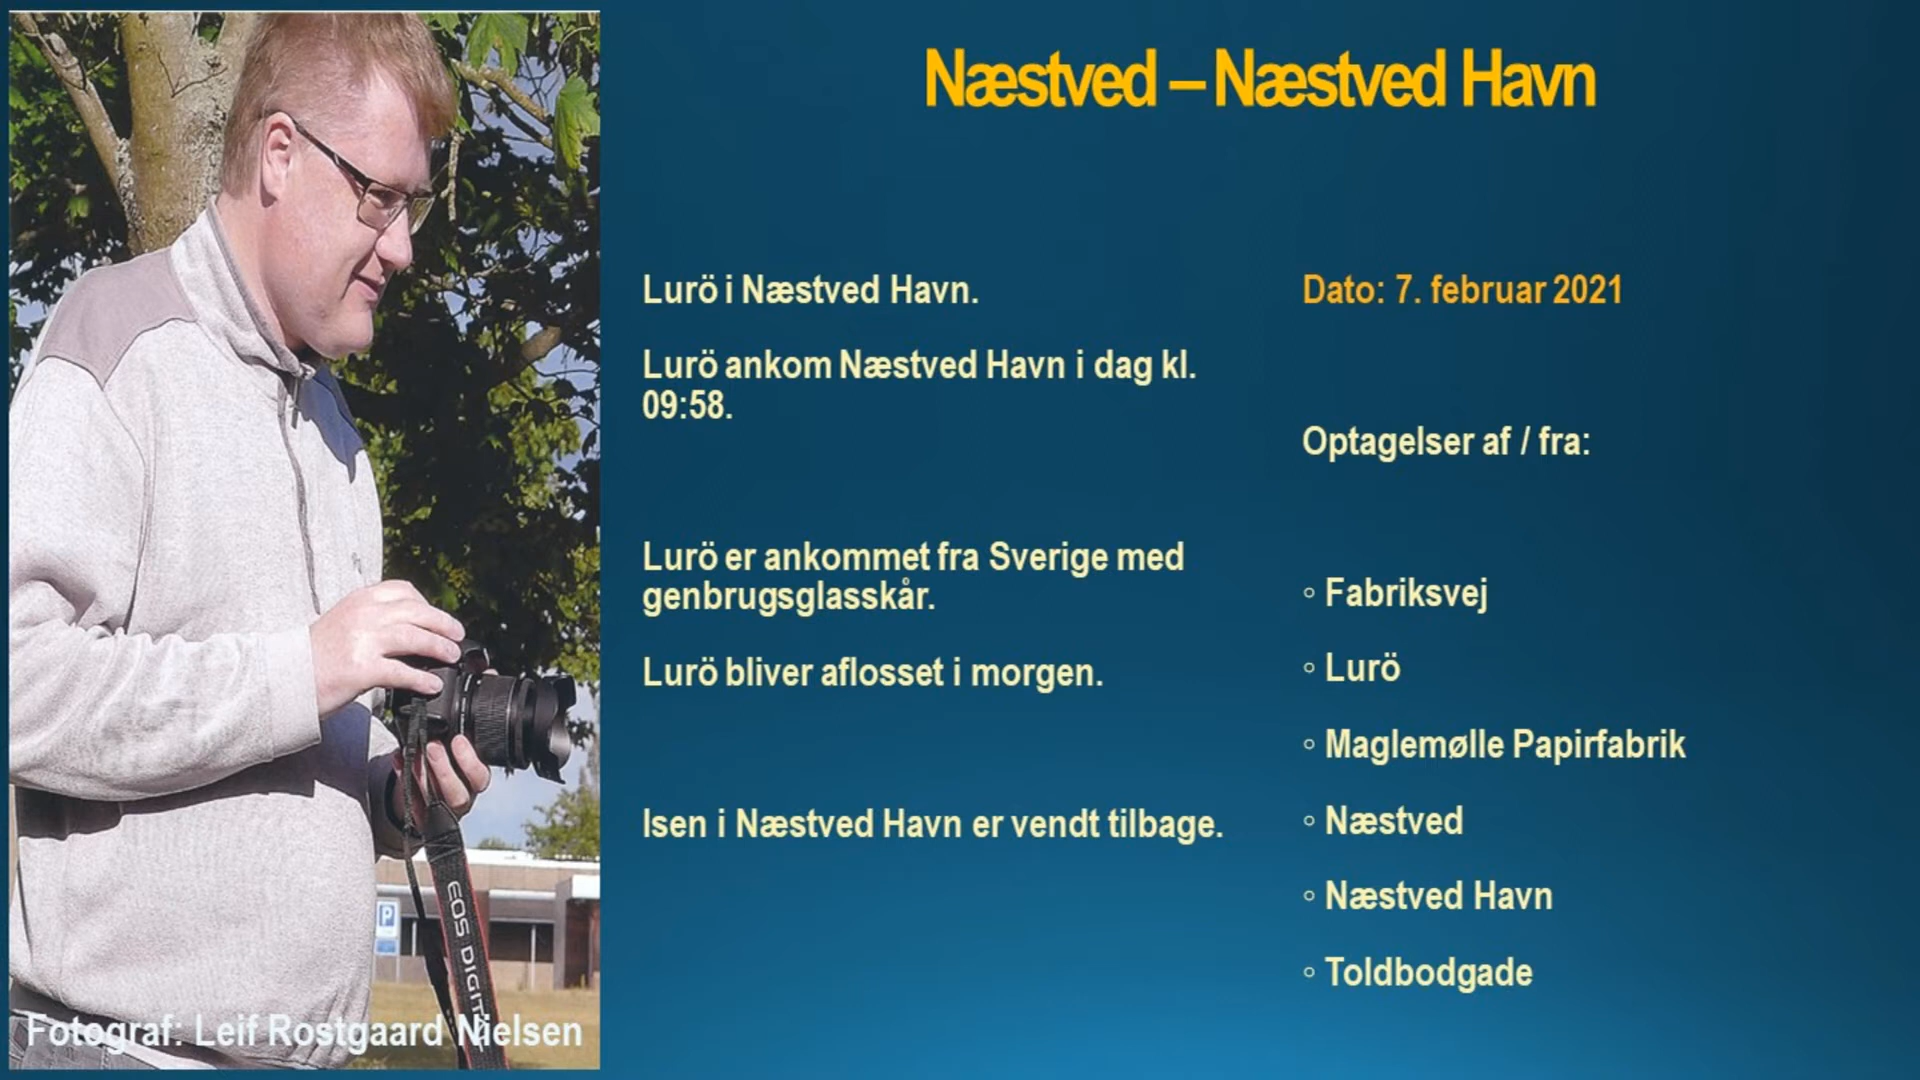 Næstved – Næstved Havn
Lurö i Næstved Havn.
Lurö ankom Næstved Havn i dag kl.
09:58.
Lurö er ankommet fra Sverige med
genbrugsglasskår.
Lurö bliver aflosset i morgen.
Isen i Næstved Havn er vendt tilbage.
Dato: 7. februar 2021
Optagelser af / fra:
◦ Fabriksvej
◦ Lurö
◦ Maglemølle Papirfabrik
◦ Næstved
◦ Næstved Havn
◦ Toldbodgade
P
EOS
Fotograf: Leif Rostgaard Nielsen